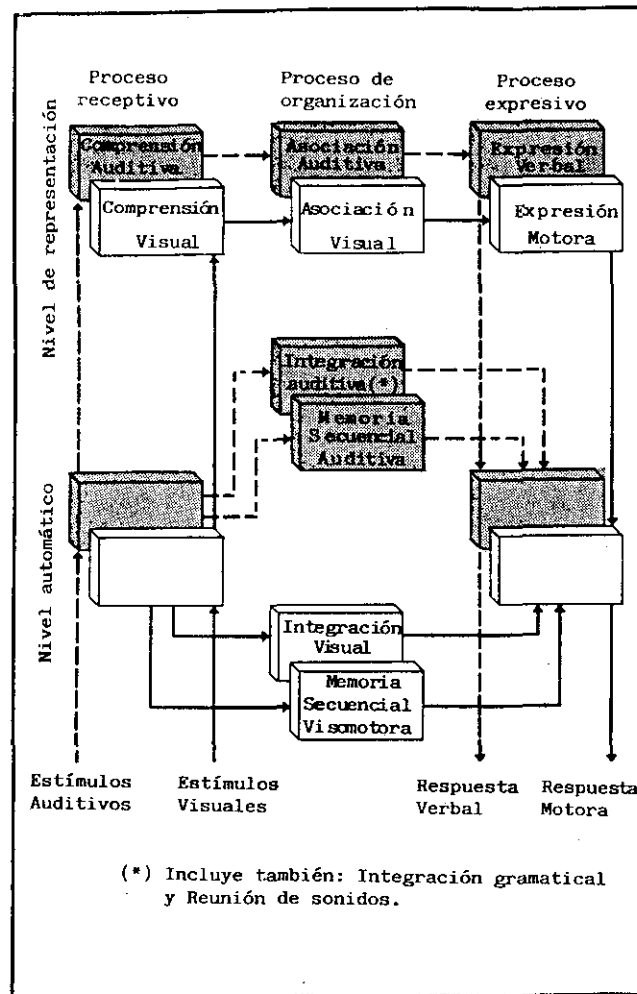 Proceso
receptivo
Proceso de
organización
Proceso
expresivo
Nivel de representación
Comprensión
Auditiva
Asociación
Auditiva
Expresión
Verbal
Comprensión
Visual
Asociación
Visual
Expresión
Motora
Integración
auditiva(*)
Memoria
Secuencial
Auditiva
Nivel automático
Integración
Visual
Memoria
Secuencial
Visomotora
Estímulos
Auditivos
Estímulos
Visuales
Respuesta
Verbal
Respuesta
Motora
(*) Incluye también: Integración gramatical
y Reunión de sonidos.